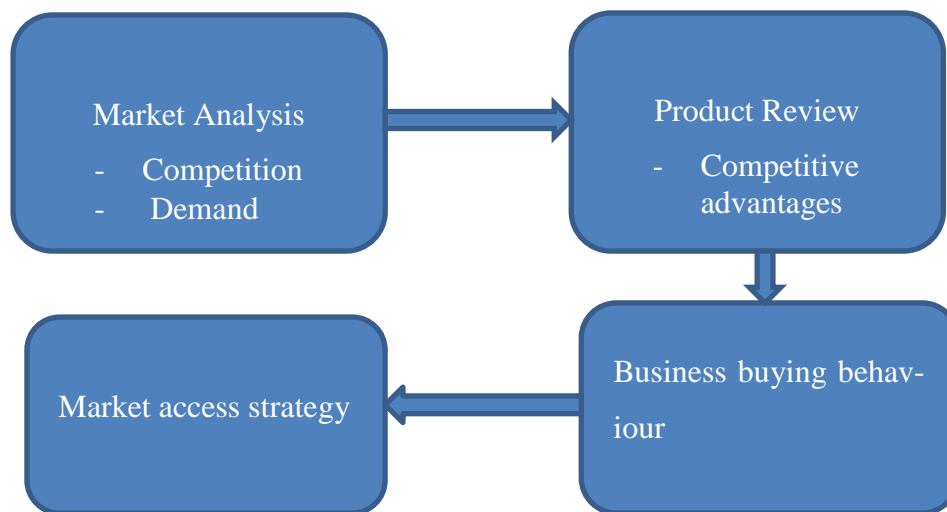 Market Analysis
- Competition
- Demand
Product Review
- Competitive
advantages
Business buying behav-
iour
Market access strategy